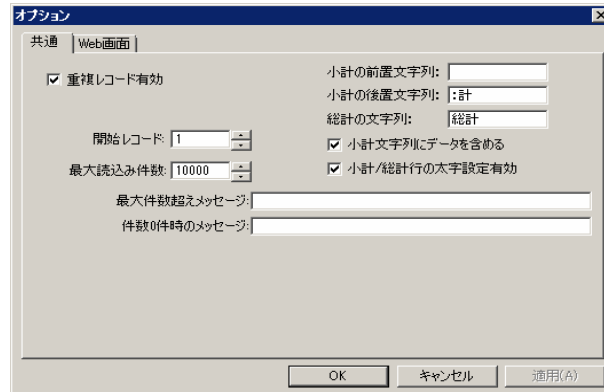 オプション
共通 Web画面
重複レコード有効
小計の前置文字列:
小計の後置文字列: :計
総計の文字列: 総計
開始レコード: 1
小計文字列にデータを含める
最大読込み件数: 10000
小計/総計行の太字設定有効
最大件数超えメッセージ:
件数0件時のメッセージ:
OK キャンセル 適用(A)